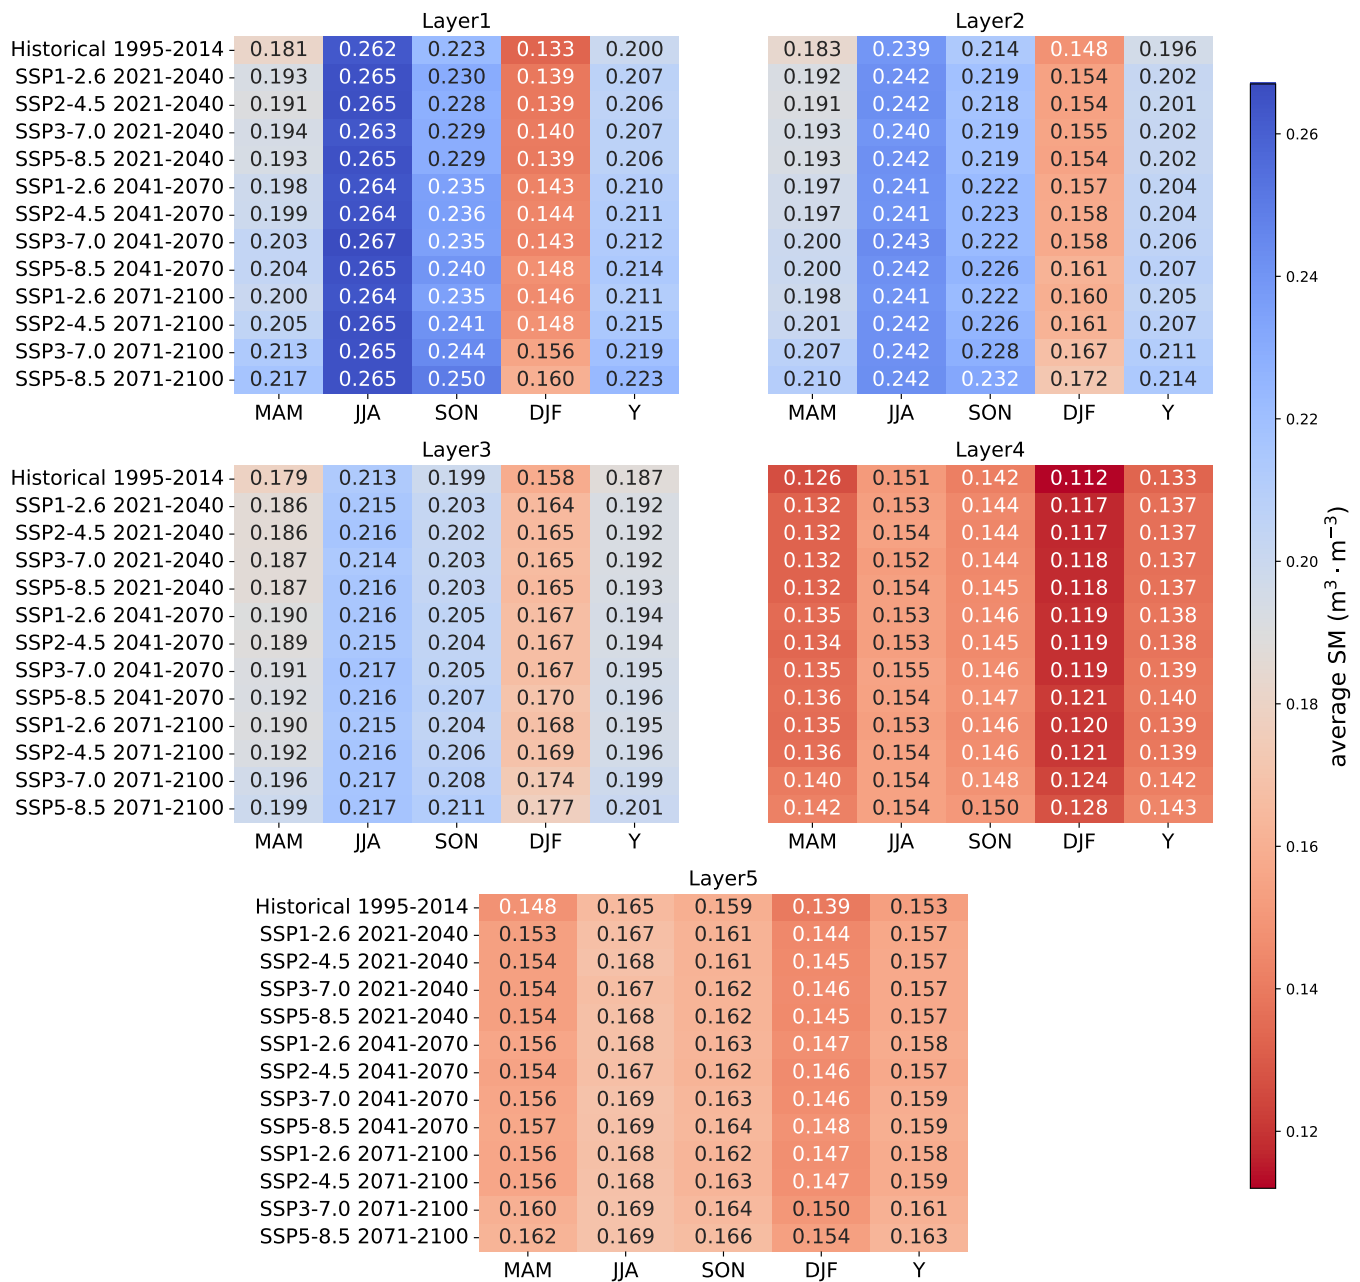 Layer1
Historical 1995-2014 0.181 0.262 0.223 0.133 0.200
SSP1-2.6 2021-2040 0.193 0.265 0.230 0.139 0.207
SSP2-4.5 2021-2040 0.191 0.265 0.228 0.139 0.206
SSP3-7.0 2021-2040 0.194 0.263 0.229 0.140 0.207
SSP5-8.5 2021-2040 0.193 0.265 0.229 0.139 0.206
SSP1-2.6 2041-2070 0.198 0.264 0.235 0.143 0.210
SSP2-4.5 2041-2070 0.199 0.264 0.236 0.144 0.211
SSP3-7.0 2041-2070 0.203 0.267 0.235 0.143 0.212
SSP5-8.5 2041-2070 0.204 0.265 0.240 0.148 0.214
SSP1-2.6 2071-2100 0.200 0.264 0.235 0.146 0.211
SSP2-4.5 2071-2100 0.205 0.265 0.241 0.148 0.215
SSP3-7.0 2071-2100 0.213 0.265 0.244 0.156 0.219
SSP5-8.5 2071-2100 0.217 0.265 0.250 0.160 0.223
MAM JJA SON DJF Y
Layer2
0.183 0.239 0.214 0.148 0.196
0.192 0.242 0.219 0.154 0.202
0.191 0.242 0.218 0.154 0.201
0.193 0.240 0.219 0.155 0.202
0.193 0.242 0.219 0.154 0.202
0.197 0.241 0.222 0.157 0.204
0.197 0.241 0.223 0.158 0.204
0.200 0.243 0.222 0.158 0.206
0.200 0.242 0.226 0.161 0.207
0.198 0.241 0.222 0.160 0.205
0.201 0.242 0.226 0.161 0.207
0.207 0.242 0.228 0.167 0.211
0.210 0.242 0.232 0.172 0.214
MAM JJA SON DJF Y
Layer3
Historical 1995-2014 0.179 0.213 0.199 0.158 0.187
SSP1-2.6 2021-2040 0.186 0.215 0.203 0.164 0.192
SSP2-4.5 2021-2040 0.186 0.216 0.202 0.165 0.192
SSP3-7.0 2021-2040 0.187 0.214 0.203 0.165 0.192
SSP5-8.5 2021-2040 0.187 0.216 0.203 0.165 0.193
SSP1-2.6 2041-2070 0.190 0.216 0.205 0.167 0.194
SSP2-4.5 2041-2070 0.189 0.215 0.204 0.167 0.194
SSP3-7.0 2041-2070 0.191 0.217 0.205 0.167 0.195
SSP5-8.5 2041-2070 0.192 0.216 0.207 0.170 0.196
SSP1-2.6 2071-2100 0.190 0.215 0.204 0.168 0.195
SSP2-4.5 2071-2100 0.192 0.216 0.206 0.169 0.196
SSP3-7.0 2071-2100 0.196 0.217 0.208 0.174 0.199
SSP5-8.5 2071-2100 0.199 0.217 0.211 0.177 0.201
MAM JJA SON DJF Y
Layer4
0.126 0.151 0.142 0.112 0.133
0.132 0.153 0.144 0.117 0.137
0.132 0.154 0.144 0.117 0.137
0.132 0.152 0.144 0.118 0.137
0.132 0.154 0.145 0.118 0.137
0.135 0.153 0.146 0.119 0.138
0.134 0.153 0.145 0.119 0.138
0.135 0.155 0.146 0.119 0.139
0.136 0.154 0.147 0.121 0.140
0.135 0.153 0.146 0.120 0.139
0.136 0.154 0.146 0.121 0.139
0.140 0.154 0.148 0.124 0.142
0.142 0.154 0.150 0.128 0.143
MAM JJA SON DJF Y
Layer5
Historical 1995-2014 0.148 0.165 0.159 0.139 0.153
SSP1-2.6 2021-2040 0.153 0.167 0.161 0.144 0.157
SSP2-4.5 2021-2040 0.154 0.168 0.161 0.145 0.157
SSP3-7.0 2021-2040 0.154 0.167 0.162 0.146 0.157
SSP5-8.5 2021-2040 0.154 0.168 0.162 0.145 0.157
SSP1-2.6 2041-2070 0.156 0.168 0.163 0.147 0.158
SSP2-4.5 2041-2070 0.154 0.167 0.162 0.146 0.157
SSP3-7.0 2041-2070 0.156 0.169 0.163 0.146 0.159
SSP5-8.5 2041-2070 0.157 0.169 0.164 0.148 0.159
SSP1-2.6 2071-2100 0.156 0.168 0.162 0.147 0.158
SSP2-4.5 2071-2100 0.156 0.168 0.163 0.147 0.159
SSP3-7.0 2071-2100 0.160 0.169 0.164 0.150 0.161
SSP5-8.5 2071-2100 0.162 0.169 0.166 0.154 0.163
MAM JJA SON DJF Y
0.26
0.24
0.22
0.20
0.18
0.16
0.14
0.12
average SM (m³ · m⁻³)